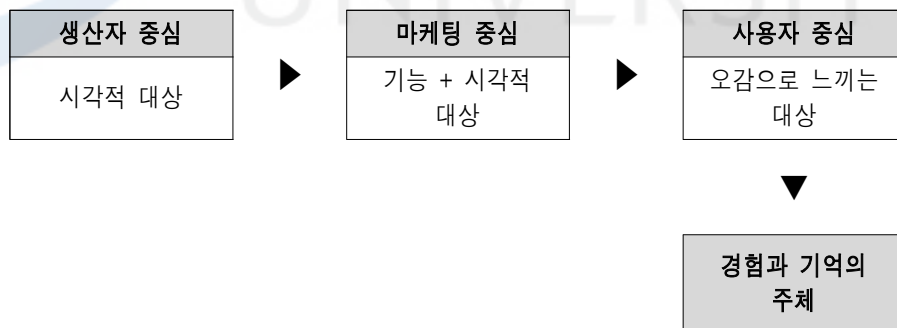 UNIVERSIT
생산자 중심
시각적 대상
마케팅 중심
기능 + 시각적
대상
사용자 중심
오감으로 느끼는
대상
경험과 기억의
주체